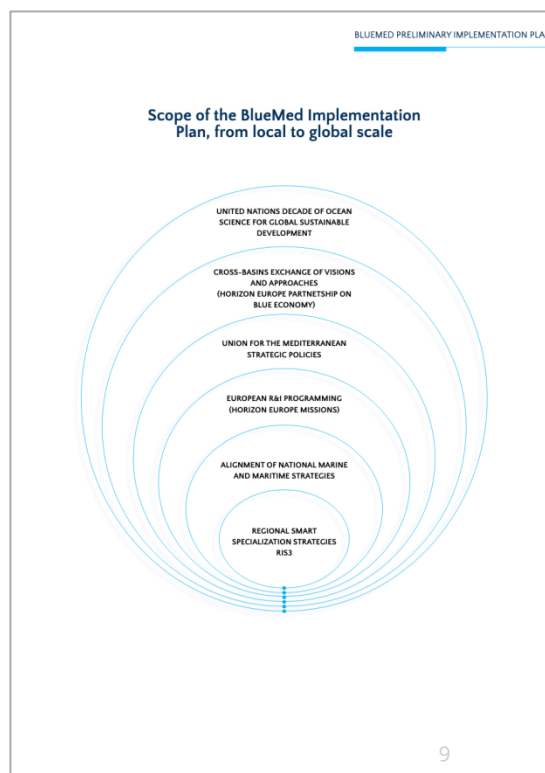 BLUEMED PRELIMINARY IMPLEMENTATION PLA
Scope of the BlueMed Implementation
Plan, from local to global scale
UNITED NATIONS DECADE OF OCEAN
SCIENCE FOR GLOBAL SUSTAINABLE
DEVELOPMENT
CROSS-BASINS EXCHANGE OF VISIONS
AND APPROACHES
(HORIZON EUROPE PARTNETSHIP ON
BLUE ECONOMY)
UNION FOR THE MEDITERRANEAN
STRATEGIC POLICIES
EUROPEAN R&I PROGRAMMING
(HORIZON EUROPE MISSIONS)
ALIGNMENT OF NATIONAL MARINE
AND MARITIME STRATEGIES
REGIONAL SMART
SPECIALIZATION STRATEGIES
RIS3
9